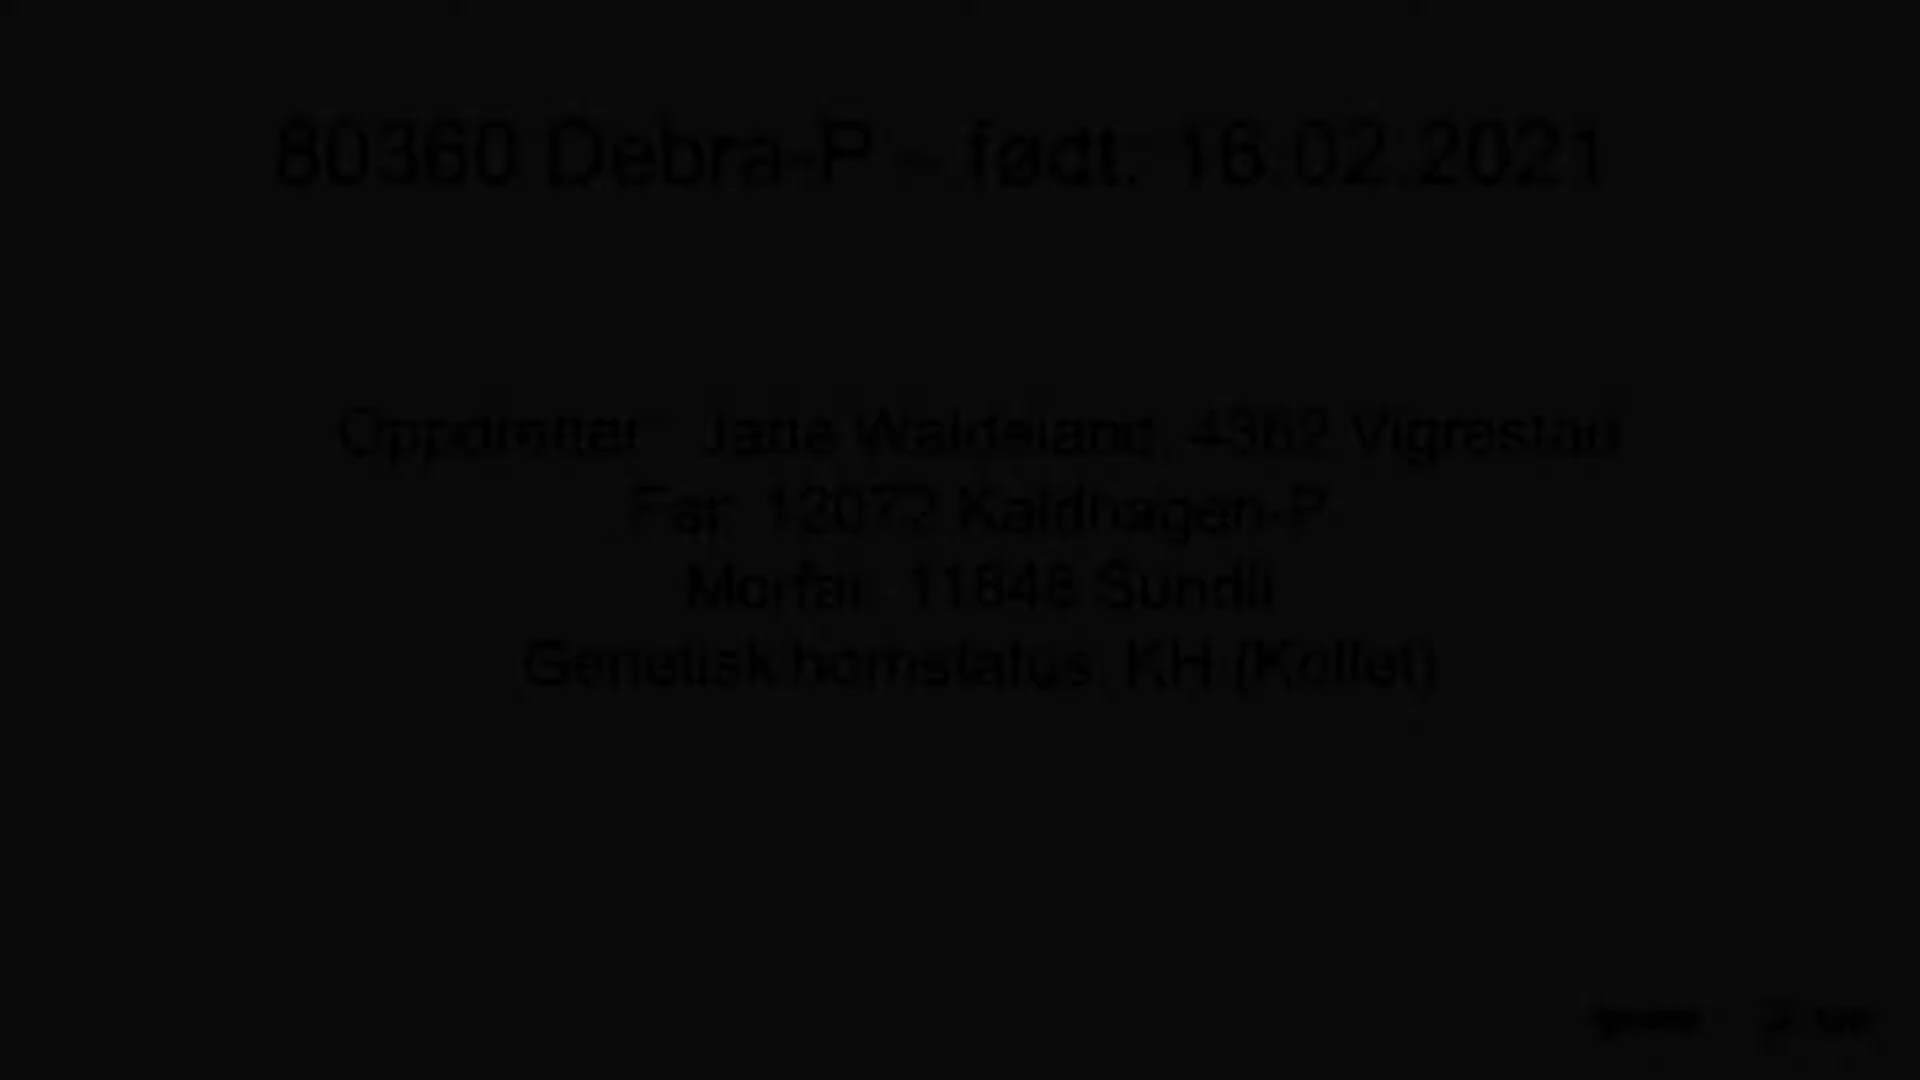 80360 Debra-P - født: 16.02.2021
Oppdretter: Jane Waldeland, 4362 Vigrestad
Far: 12072 Kaldhagen-P
Morfar: 11848 Sundli
Genetisk hornstatus: KH (Kollet)